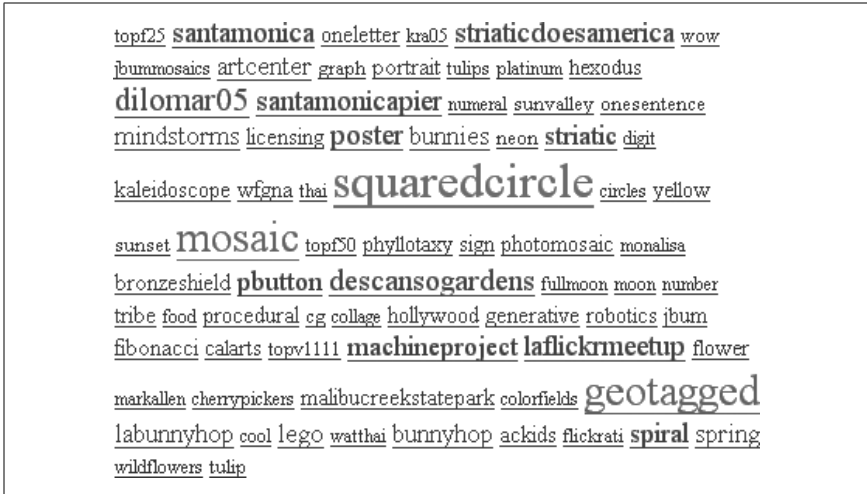 topf25 santamonica oneletter kra05 striaticdoesamerica wow
jbummosaics artcenter graph portrait tulips platinum hexodus
dilomar05 santamonicapier numeral sunvalley onesentence
mindstorms licensing poster bunnies neon striatic digit
kaleidoscope wfgna thai squaredcircle circles yellow
sunset mosaic topf50 phyllotaxy sign photomosaic monalisa
bronzeshield pbutton descansogardens fullmoon moon number
tribe food procedural cg collage hollywood generative robotics jbum
fibonacci calarts topv1111 machineproject laflickrmeetup flower
markallen cherrypickers malibucreekstatepark colorfields geotagged
labunnyhop cool lego watthai bunnyhop ackids flickrati spiral spring
wildflowers tulip